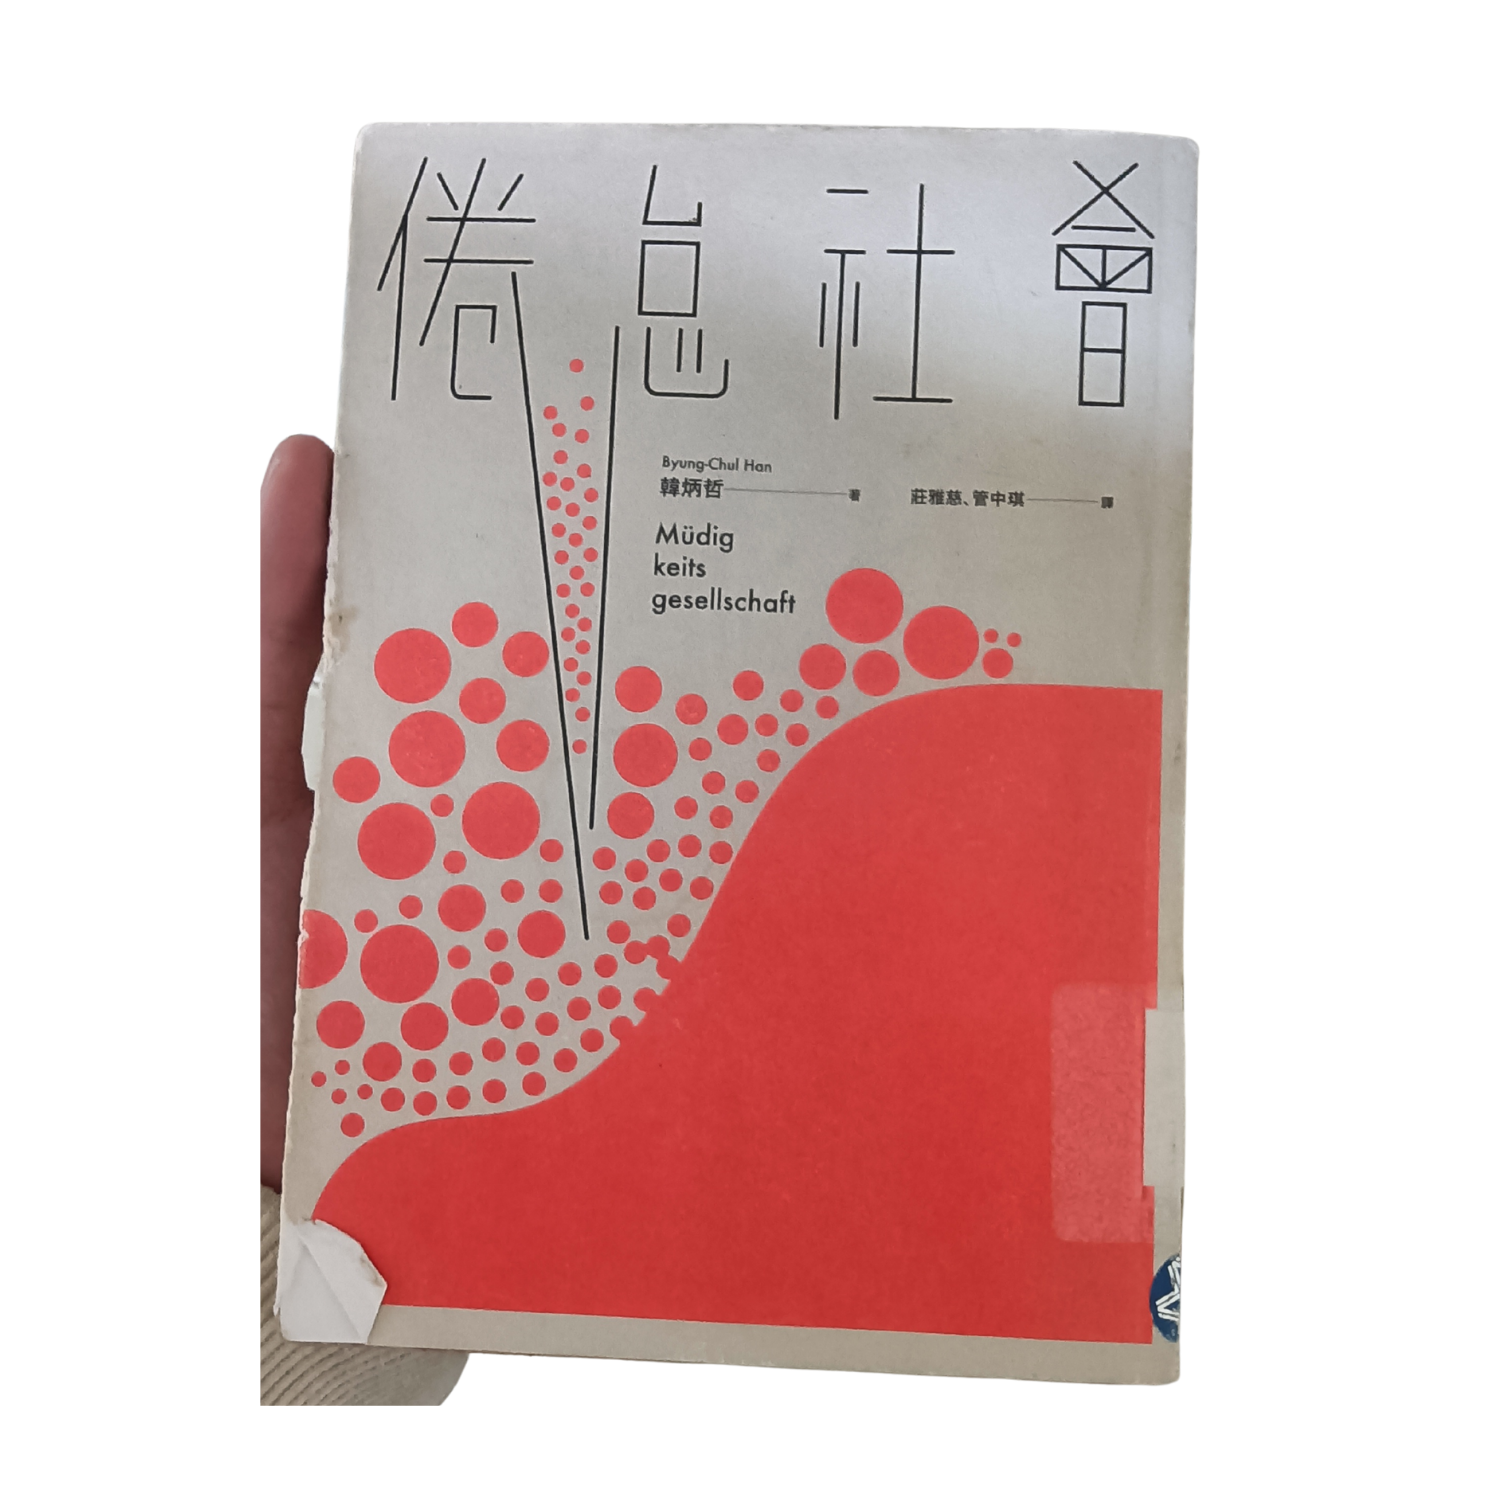 倦怠社會
Byung-Chul Han
韓炳哲 著 莊雅慈、管中琪 譯
Müdig
keits
gesellschaft